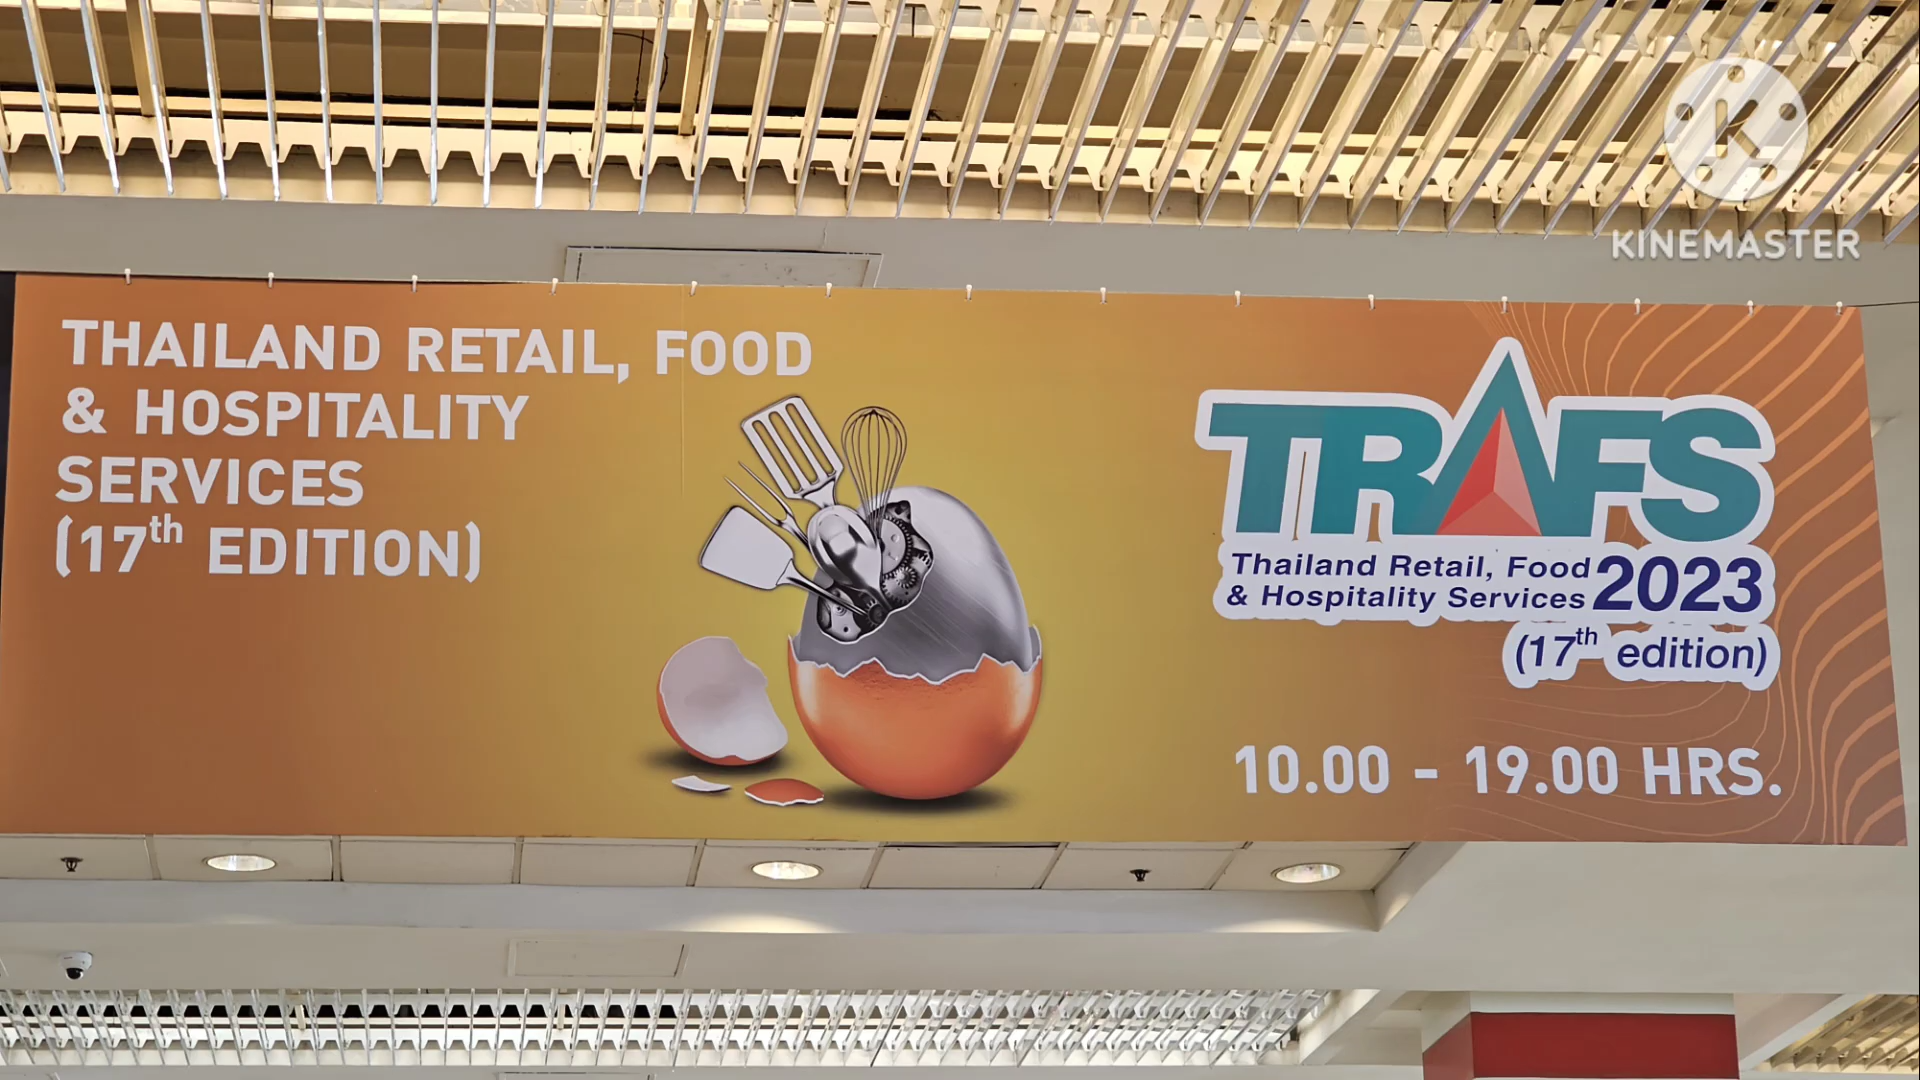 K
KINEMASTER
THAILAND RETAIL, FOOD
& HOSPITALITY
SERVICES
(17th EDITION)
TRAFS
Thailand Retail, Food
& Hospitality Services 2023
(17th edition)
10.00 - 19.00 HRS.